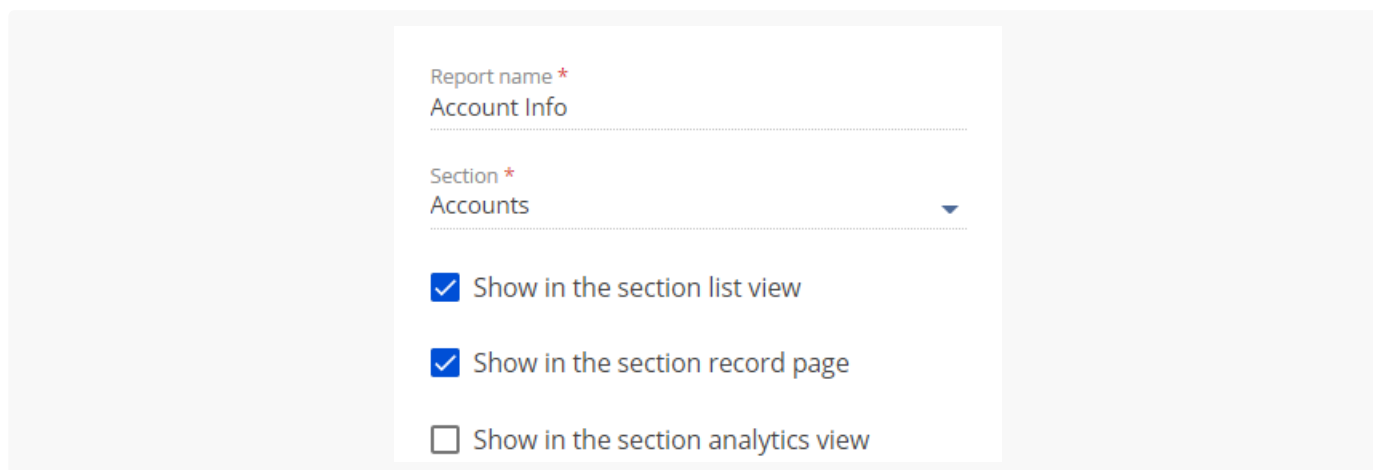 Report name *
Account Info
Section *
Accounts
Show in the section list view
Show in the section record page
Show in the section analytics view